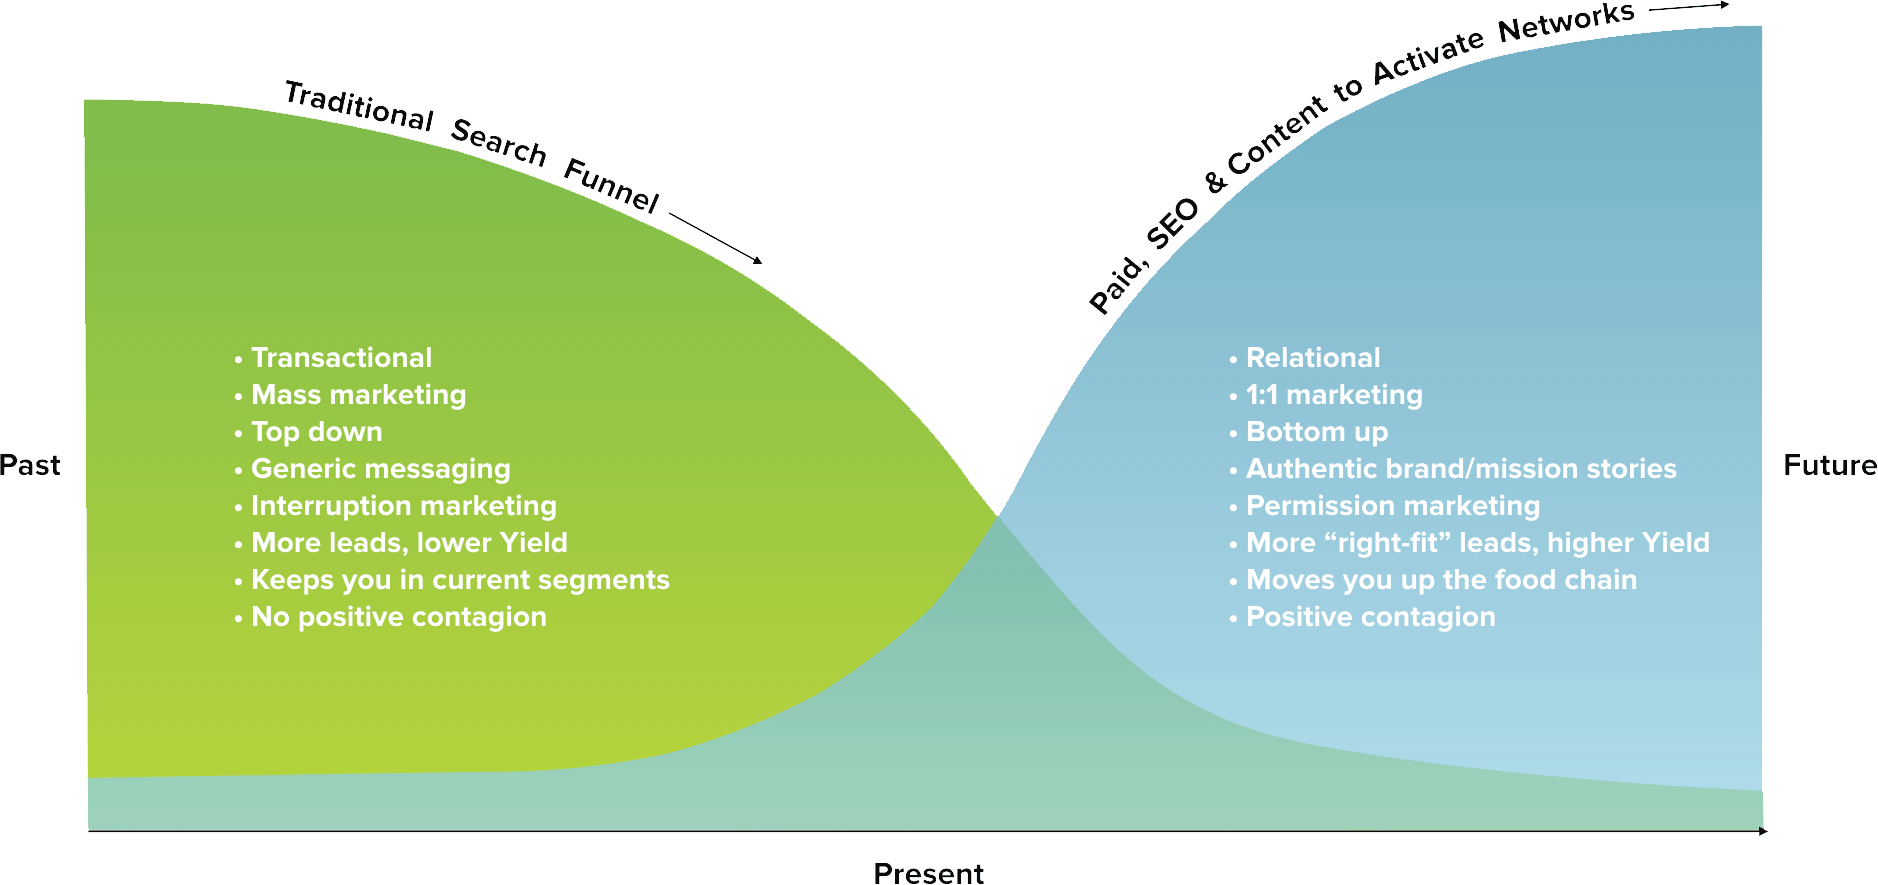 Traditional Search Funnel
Paid, SEO & Content to Activate Networks
• Transactional
• Mass marketing
• Top down
• Generic messaging
• Interruption marketing
• More leads, lower Yield
• Keeps you in current segments
• No positive contagion
• Relational
• 1:1 marketing
• Bottom up
• Authentic brand/mission stories
• Permission marketing
• More “right-fit” leads, higher Yield
• Moves you up the food chain
• Positive contagion
Past
Future
Present